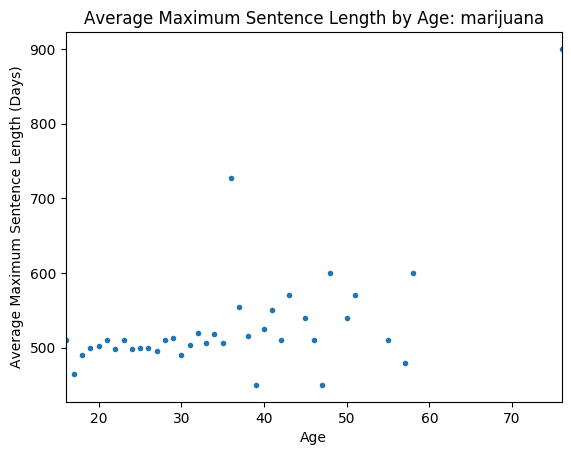 Average Maximum Sentence Length by Age: marijuana
Average Maximum Sentence Length (Days)
900
800
700
600
500
20 30 40 50 60 70
Age